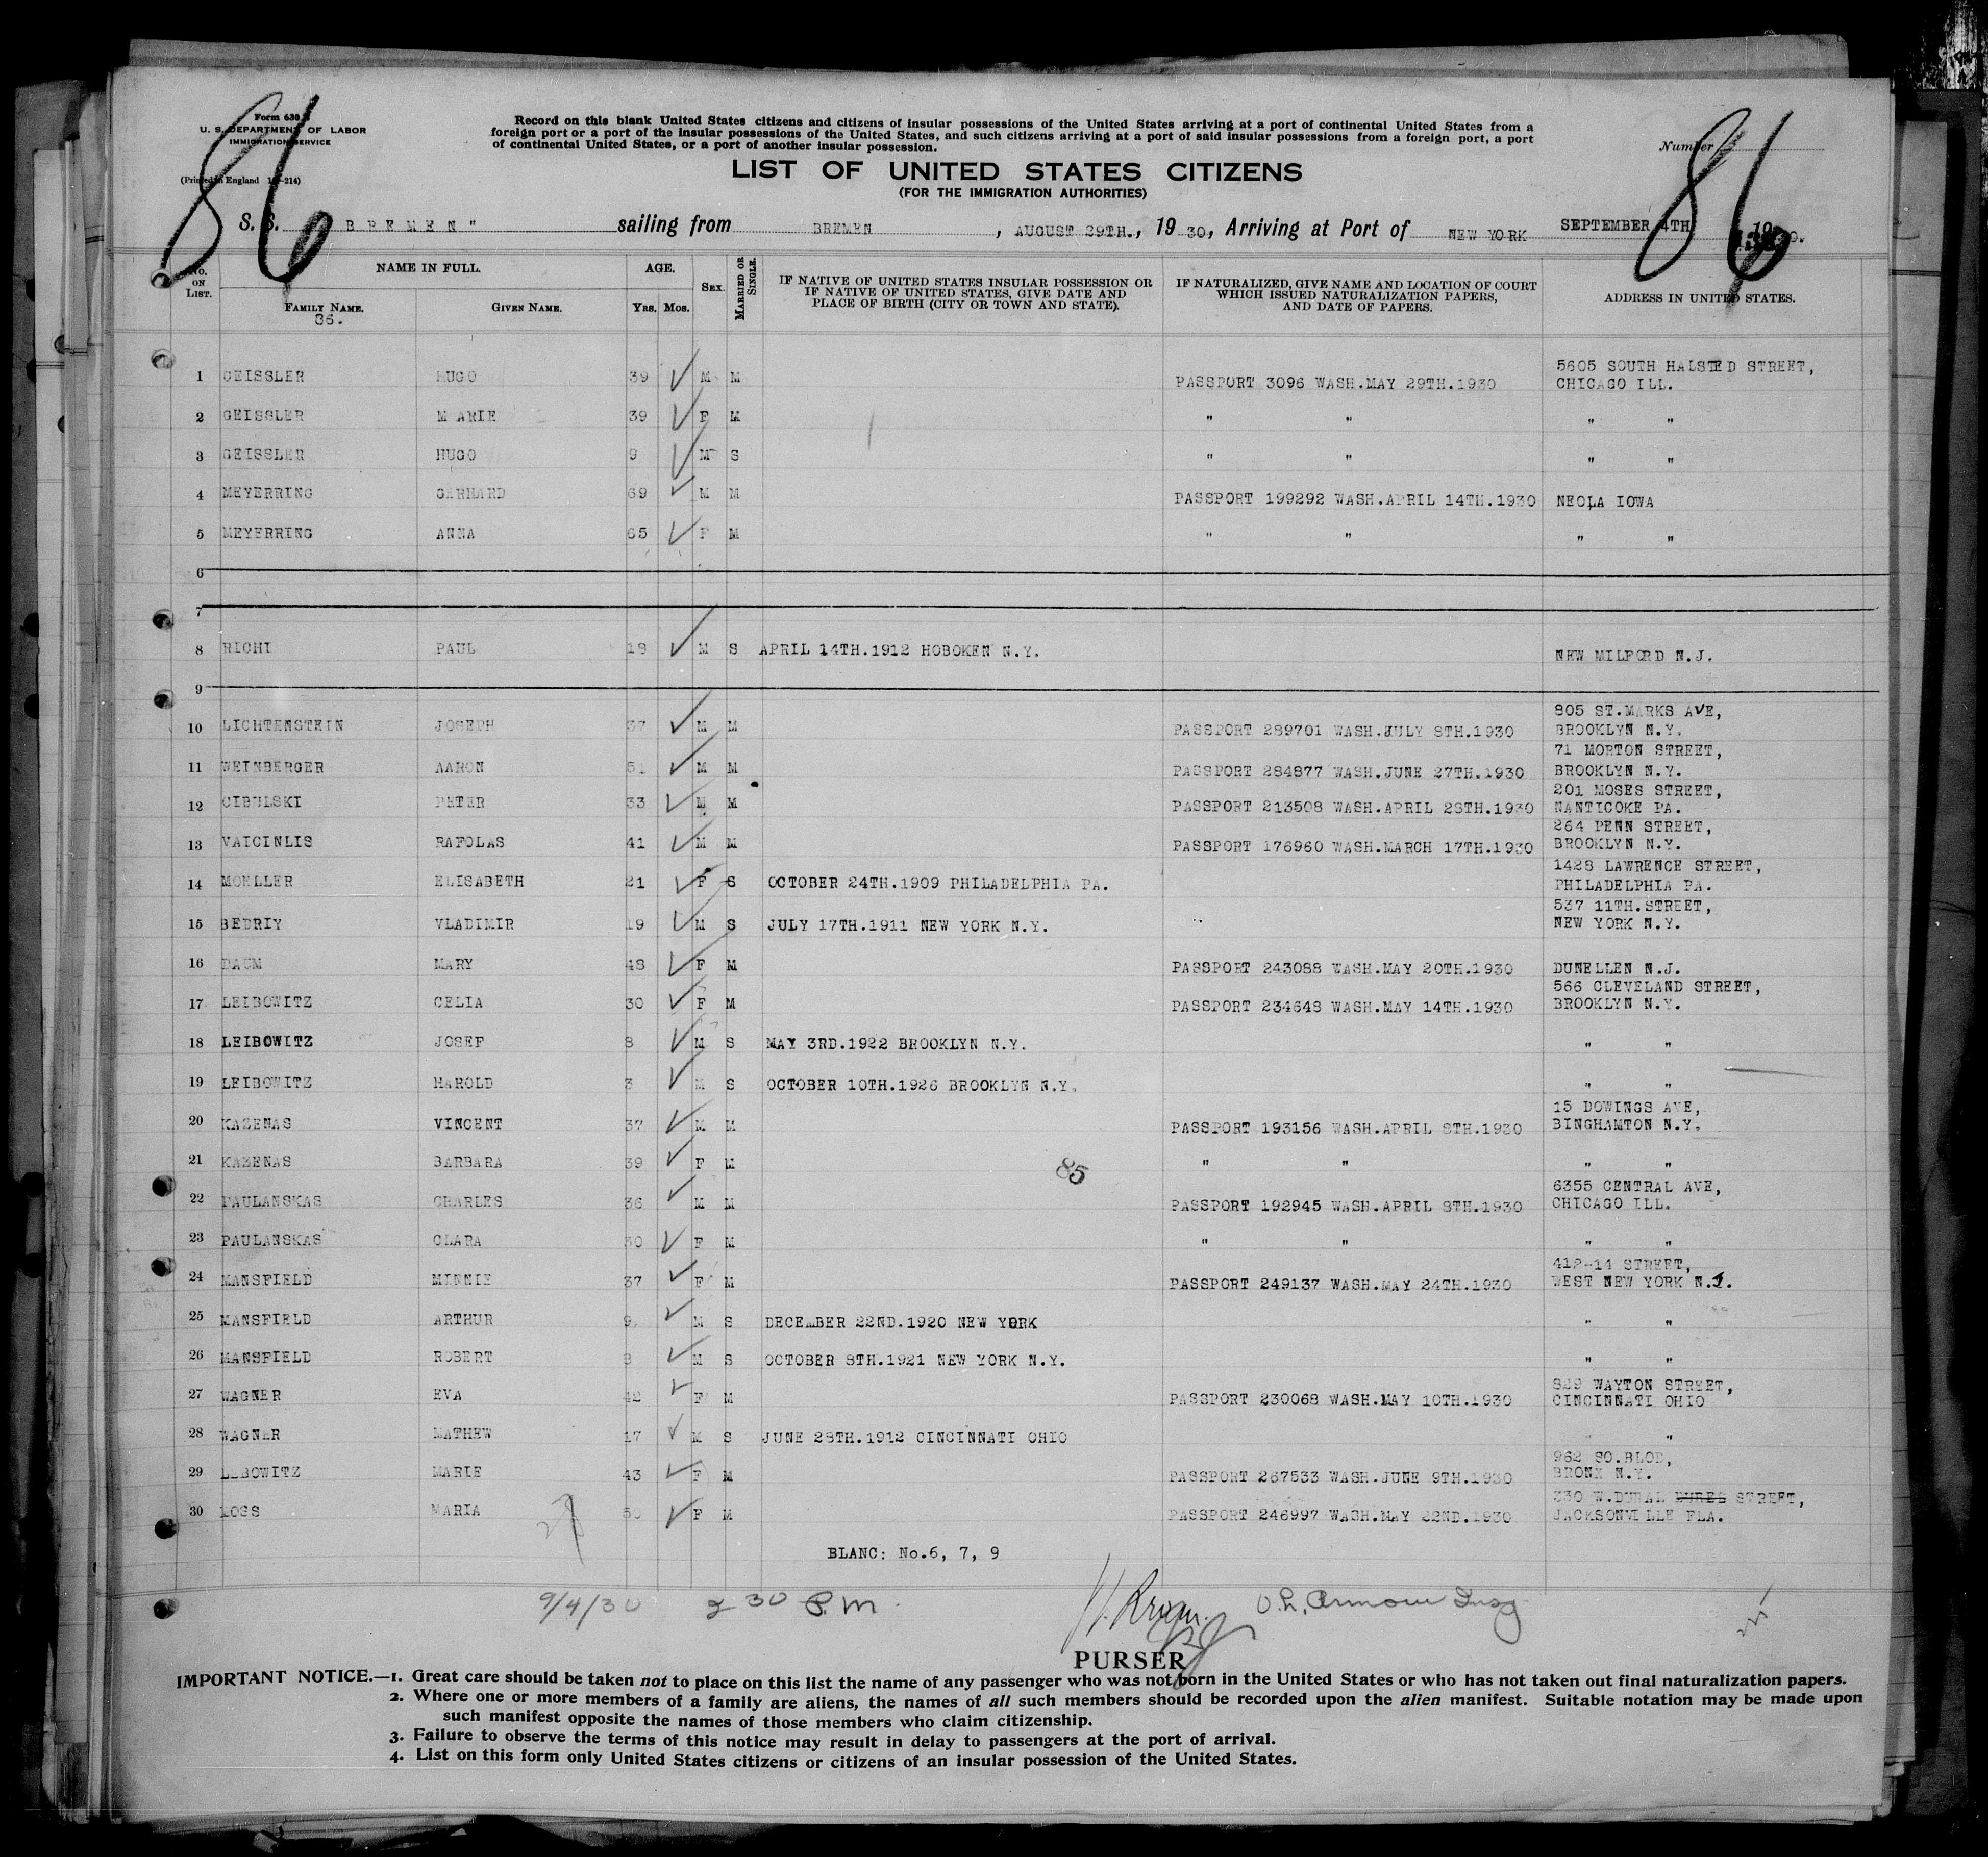 86
86
Form 630
U. S. DEPARTMENT OF LABOR
IMMIGRATION SERVICE
Record on this blank United States citizens and citizens of insular possessions of the United States arriving at a port of continental United States from a
foreign port or a port of the insular possessions of the United States, and such citizens arriving at a port of said insular possessions from a foreign port, a port
of continental United States, or a port of another insular possession.
Number
(Printed in England
LIST OF UNITED STATES CITIZENS
(FOR THE IMMIGRATION AUTHORITIES)
S. S. BREMEN" sailing from BREMEN, AUGUST 29TH., 19 30, Arriving at Port of NEW YORK SEPTEMBER 4TH 19
No. ON LIST. NAME IN FULL. AGE. SEX. MARRIED OR SINGLE. IF NATIVE OF UNITED STATES INSULAR POSSESSION OR IF NATIVE OF UNITED STATES, GIVE DATE AND PLACE OF BIRTH (CITY OR TOWN AND STATE). IF NATURALIZED, GIVE NAME AND LOCATION OF COURT WHICH ISSUED NATURALIZATION PAPERS, AND DATE OF PAPERS. ADDRESS IN UNITED STATES.
FAMILY NAME. GIVEN NAME. YRS. MOS.
86.
1 GEISSLER HUGO 39 M M PASSPORT 3096 WASH.MAY 29TH.1930 5605 SOUTH HALSTED STREET, CHICAGO ILL.
2 GEISSLER MARIE 39 F M " " " "
3 GEISSLER HUGO 9 M S " " " "
4 MEYERRING GERHARD 69 M M PASSPORT 199292 WASH.APRIL 14TH.1930 NEOLA IOWA
5 MEYERRING ANNA 65 F M " " " "
6
7
8 RICHI PAUL 18 M S APRIL 14TH.1912 HOBOKEN N.Y. NEW MILFORD N.J.
9
10 LICHTENSTEIN JOSEPH 37 M M PASSPORT 289701 WASH.JULY 8TH.1930 805 ST.MARKS AVE, BROOKLYN N.Y.
11 WEINBERGER AARON 51 M M PASSPORT 284877 WASH.JUNE 27TH.1930 71 MORTON STREET, BROOKLYN N.Y.
12 CIBULSKI PETER 33 M M PASSPORT 213508 WASH.APRIL 28TH.1930 201 MOSES STREET, NANTICOKE PA.
13 VAICINLIS RAFOLAS 41 M M PASSPORT 176960 WASH.MARCH 17TH.1930 264 PENN STREET, BROOKLYN N.Y.
14 MOELLER ELISABETH 21 F S OCTOBER 24TH.1909 PHILADELPHIA PA. 1428 LAWRENCE STREET, PHILADELPHIA PA.
15 BEDRIY VLADIMIR 19 M S JULY 17TH.1911 NEW YORK N.Y. 537 11TH.STREET, NEW YORK N.Y.
16 DAUM MARY 48 F M PASSPORT 243088 WASH.MAY 20TH.1930 DUNELLEN N.J.
17 LEIBOWITZ CELIA 30 F M PASSPORT 234648 WASH.MAY 14TH.1930 566 CLEVELAND STREET, BROOKLYN N.Y.
18 LEIBOWITZ JOSEF 8 M S MAY 3RD.1922 BROOKLYN N.Y. " "
19 LEIBOWITZ HAROLD 3 M S OCTOBER 10TH.1926 BROOKLYN N.Y. " "
20 KAZENAS VINCENT 37 M M PASSPORT 193156 WASH.APRIL 8TH.1930 15 DOWINGS AVE, BINGHAMTON N.Y.
21 KAZENAS BARBARA 39 F M 85 " " " "
22 PAULANSKAS CHARLES 36 M M PASSPORT 192945 WASH.APRIL 8TH.1930 6355 CENTRAL AVE, CHICAGO ILL.
23 PAULANSKAS CLARA 30 F M " " " "
24 MANSFIELD MINNIE 37 F M PASSPORT 249137 WASH.MAY 24TH.1930 412-14 STREET, WEST NEW YORK N.J.
25 MANSFIELD ARTHUR 9 M S DECEMBER 22ND.1920 NEW YORK " "
26 MANSFIELD ROBERT 8 M S OCTOBER 8TH.1921 NEW YORK N.Y. " "
27 WAGNER EVA 42 F M PASSPORT 230068 WASH.MAY 10TH.1930 829 WAYTON STREET, CINCINNATI OHIO
28 WAGNER MATHEW 17 M S JUNE 28TH.1912 CINCINNATI OHIO " "
29 LEBOWITZ MARIE 43 F M PASSPORT 267533 WASH.JUNE 9TH.1930 962 SO.BLOD, BRONX N.Y.
30 MARIA F M PASSPORT 246997 WASH.MAY 22ND.1930 330 W.DUVAL STREET, JACKSONVILLE FLA.
BLANC: No.6, 7, 9
9/4/30 2 30 P.M.
PURSER
IMPORTANT NOTICE.—1. Great care should be taken not to place on this list the name of any passenger who was not born in the United States or who has not taken out final naturalization papers.
2. Where one or more members of a family are aliens, the names of all such members should be recorded upon the alien manifest. Suitable notation may be made upon
such manifest opposite the names of those members who claim citizenship.
3. Failure to observe the terms of this notice may result in delay to passengers at the port of arrival.
4. List on this form only United States citizens or citizens of an insular possession of the United States.